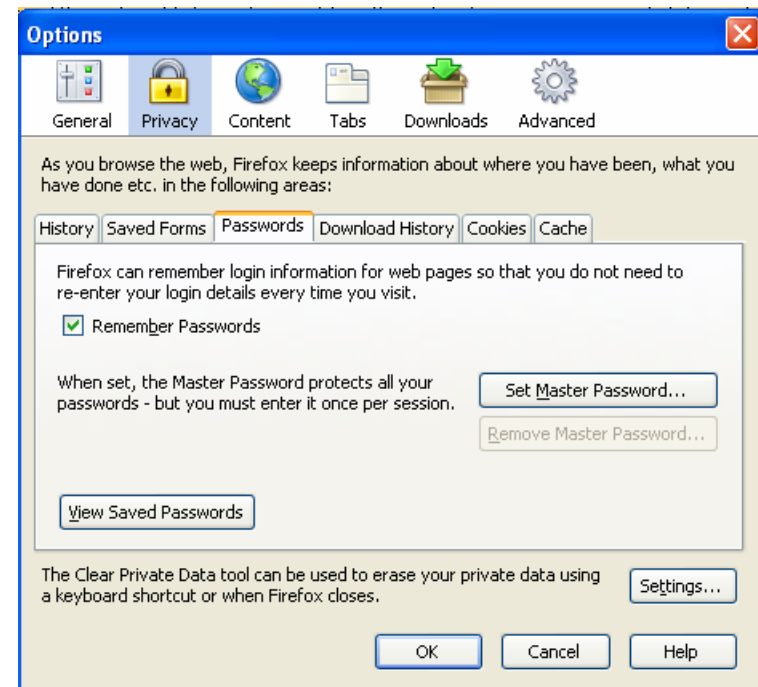 Options
General Privacy Content Tabs Downloads Advanced
As you browse the web, Firefox keeps information about where you have been, what you
have done etc. in the following areas:
History Saved Forms Passwords Download History Cookies Cache
Firefox can remember login information for web pages so that you do not need to
re-enter your login details every time you visit.
Remember Passwords
When set, the Master Password protects all your
passwords - but you must enter it once per session.
Set Master Password...
Remove Master Password...
View Saved Passwords
The Clear Private Data tool can be used to erase your private data using
a keyboard shortcut or when Firefox closes.
Settings...
OK Cancel Help